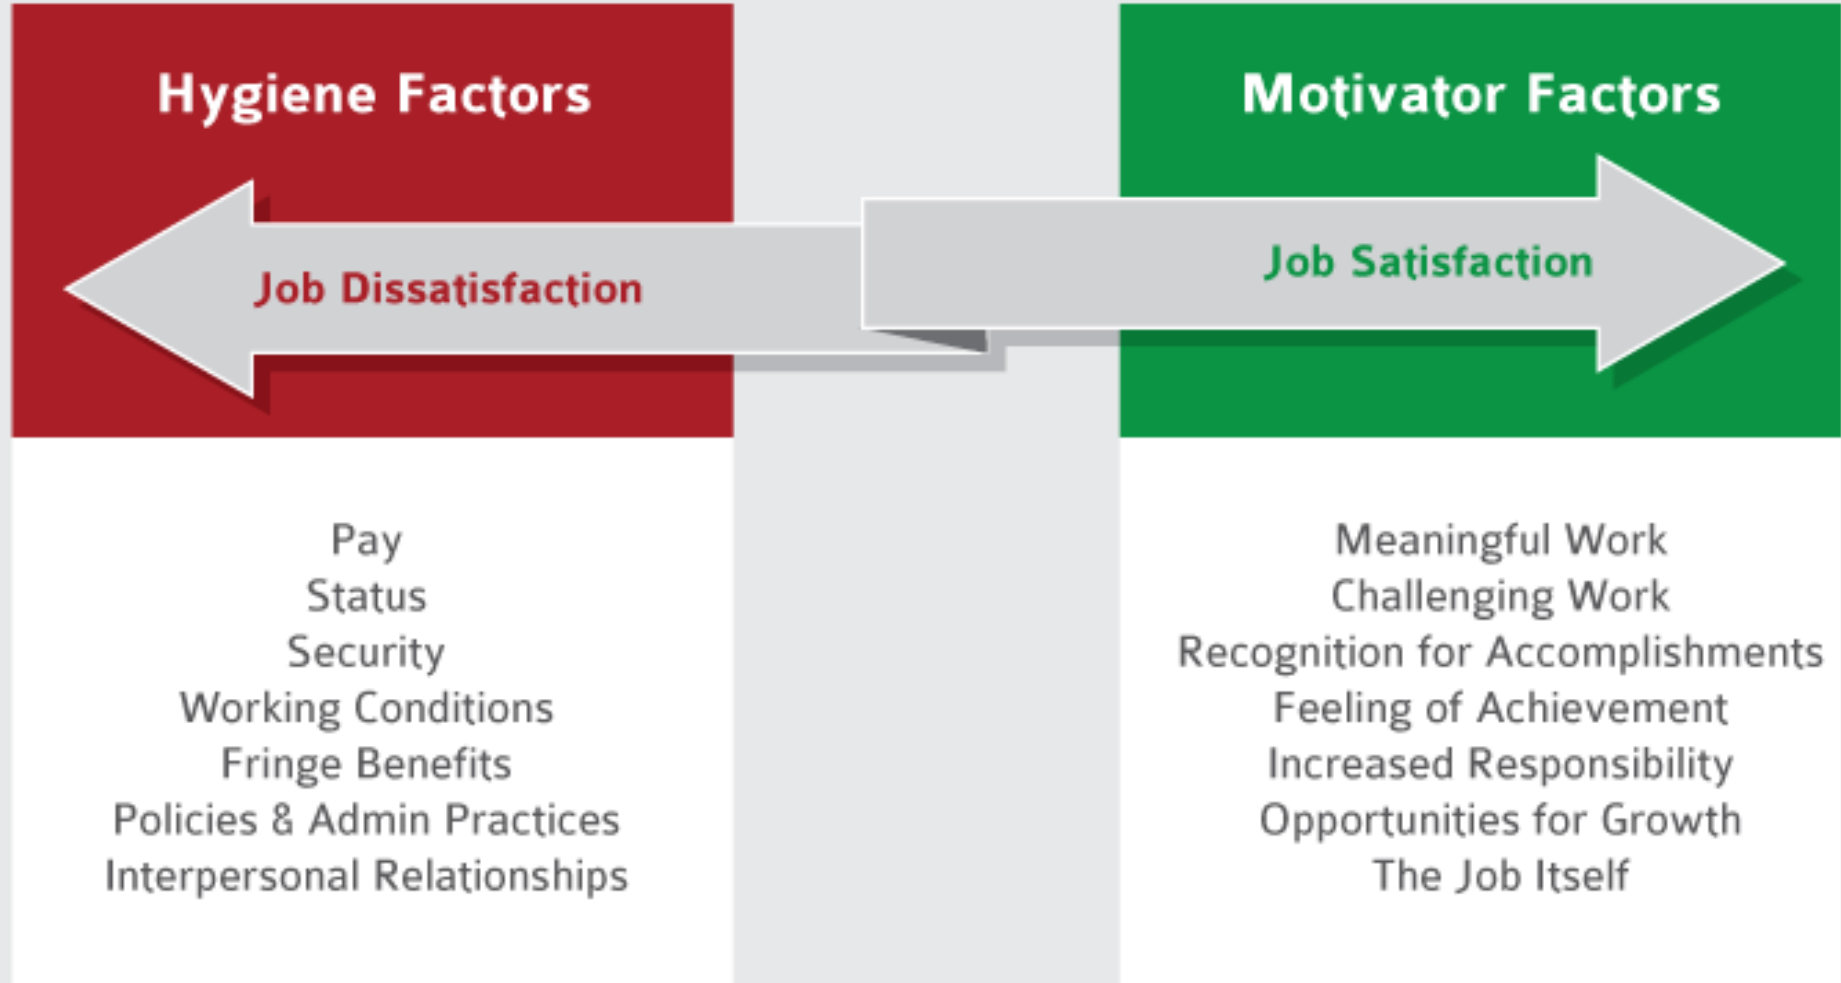 Hygiene Factors
Job Dissatisfaction
Pay
Status
Security
Working Conditions
Fringe Benefits
Policies & Admin Practices
Interpersonal Relationships
Motivator Factors
Job Satisfaction
Meaningful Work
Challenging Work
Recognition for Accomplishments
Feeling of Achievement
Increased Responsibility
Opportunities for Growth
The Job Itself